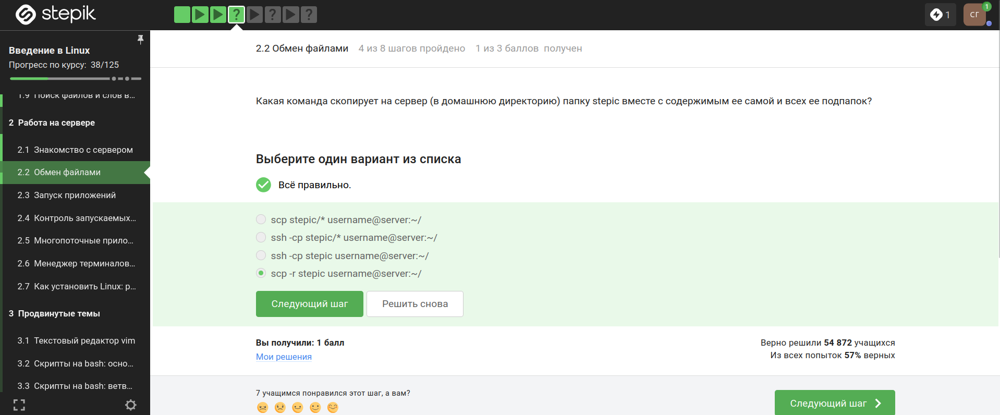 stepik
1
СГ
1
Введение в Linux
Прогресс по курсу: 38/125
1.9 Поиск файлов и слов в...
2 Работа на сервере
2.1 Знакомство с сервером
2.2 Обмен файлами
2.3 Запуск приложений
2.4 Контроль запускаемых...
2.5 Многопоточные прило...
2.6 Менеджер терминалов...
2.7 Как установить Linux: р...
3 Продвинутые темы
3.1 Текстовый редактор vim
3.2 Скрипты на bash: осно...
3.3 Скрипты на bash: ветв...
2.2 Обмен файлами 4 из 8 шагов пройдено 1 из 3 баллов получен
Какая команда скопирует на сервер (в домашнюю директорию) папку stepic вместе с содержимым ее самой и всех ее подпапок?
Выберите один вариант из списка
Всё правильно.
scp stepic/* username@server:~/
ssh -cp stepic/* username@server:~/
ssh -cp stepic username@server:~/
scp -r stepic username@server:~/
Следующий шаг Решить снова
Вы получили: 1 балл
Мои решения
Верно решили 54 872 учащихся
Из всех попыток 57% верных
7 учащимся понравился этот шаг, а вам?
Следующий шаг